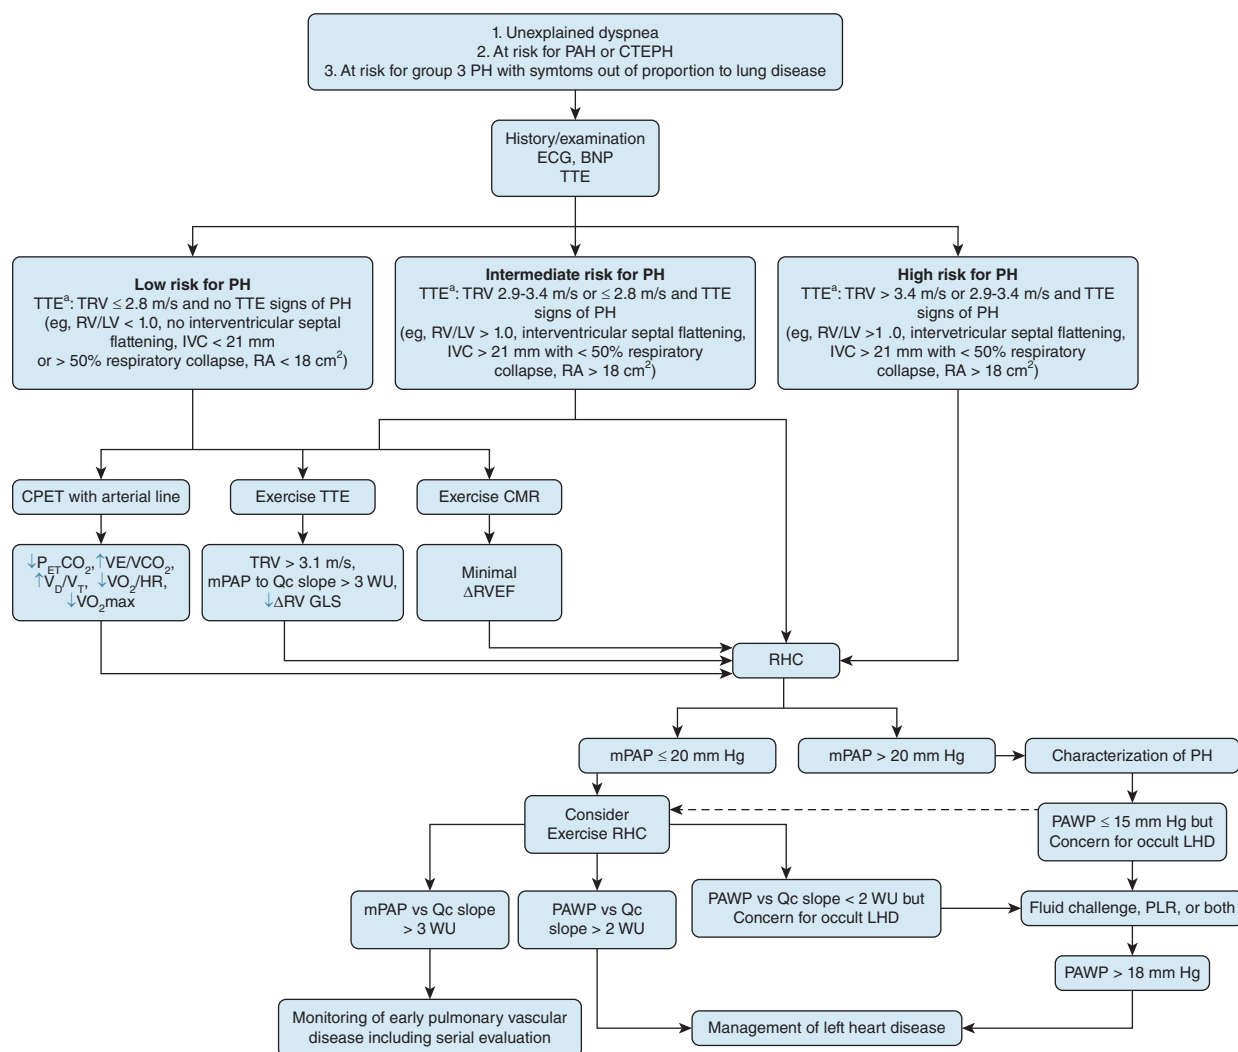 1. Unexplained dyspnea
2. At risk for PAH or CTEPH
3. At risk for group 3 PH with symtoms out of proportion to lung disease
History/examination
ECG, BNP
TTE
Low risk for PH
TTEᵃ: TRV ≤ 2.8 m/s and no TTE signs of PH
(eg, RV/LV < 1.0, no interventricular septal
flattening, IVC < 21 mm
or > 50% respiratory collapse, RA < 18 cm²)
Intermediate risk for PH
TTEᵃ: TRV 2.9-3.4 m/s or ≤ 2.8 m/s and TTE
signs of PH
(eg, RV/LV > 1.0, interventricular septal flattening,
IVC > 21 mm with < 50% respiratory
collapse, RA > 18 cm²)
High risk for PH
TTEᵃ: TRV > 3.4 m/s or 2.9-3.4 m/s and TTE
signs of PH
(eg, RV/LV >1 .0, intervetricular septal flattening,
IVC > 21 mm with < 50% respiratory
collapse, RA > 18 cm²)
CPET with arterial line
Exercise TTE
Exercise CMR
↓PETCO₂, ↑VE/VCO₂,
↑VD/VT, ↓VO₂/HR,
↓VO₂max
TRV > 3.1 m/s,
mPAP to Qc slope > 3 WU,
↓ΔRV GLS
Minimal
ΔRVEF
RHC
mPAP ≤ 20 mm Hg
mPAP > 20 mm Hg
Characterization of PH
Consider
Exercise RHC
PAWP ≤ 15 mm Hg but
Concern for occult LHD
mPAP vs Qc slope
> 3 WU
PAWP vs Qc
slope > 2 WU
PAWP vs Qc slope < 2 WU but
Concern for occult LHD
Fluid challenge, PLR, or both
PAWP > 18 mm Hg
Monitoring of early pulmonary vascular
disease including serial evaluation
Management of left heart disease